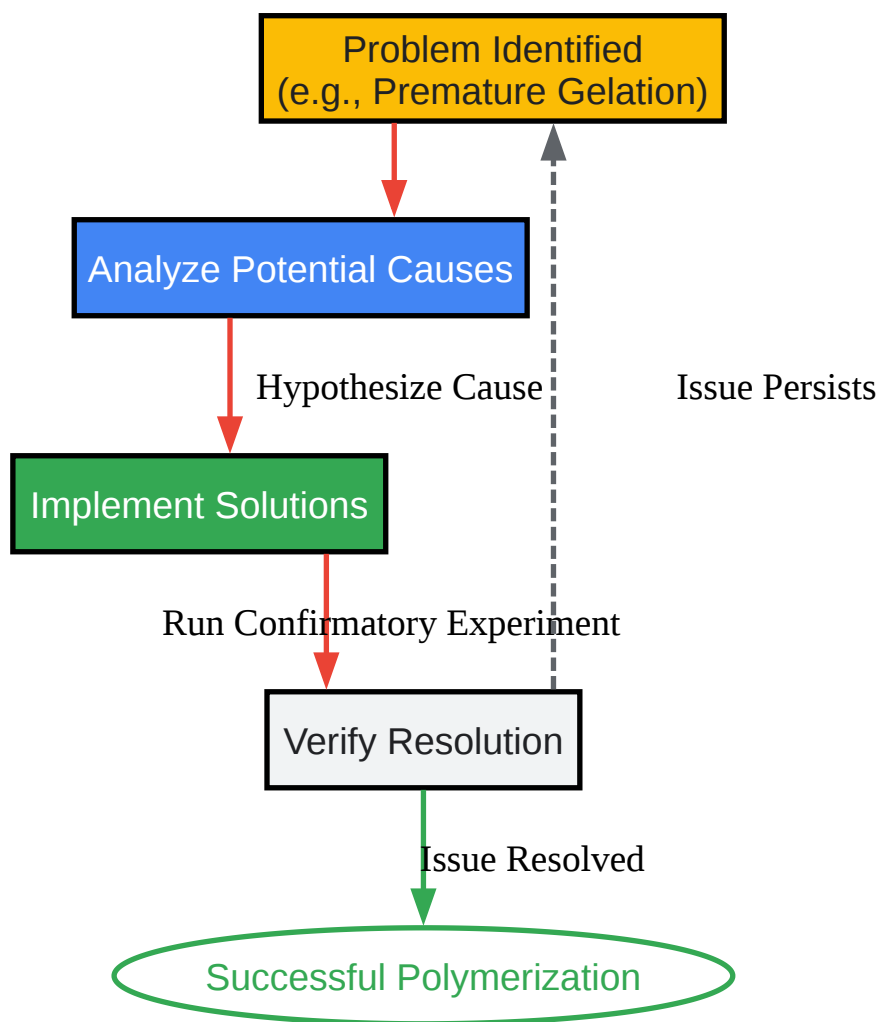 Problem Identified
(e.g., Premature Gelation)
Analyze Potential Causes
Hypothesize Cause
Issue Persists
Implement Solutions
Run Confirmatory Experiment
Verify Resolution
Issue Resolved
Successful Polymerization